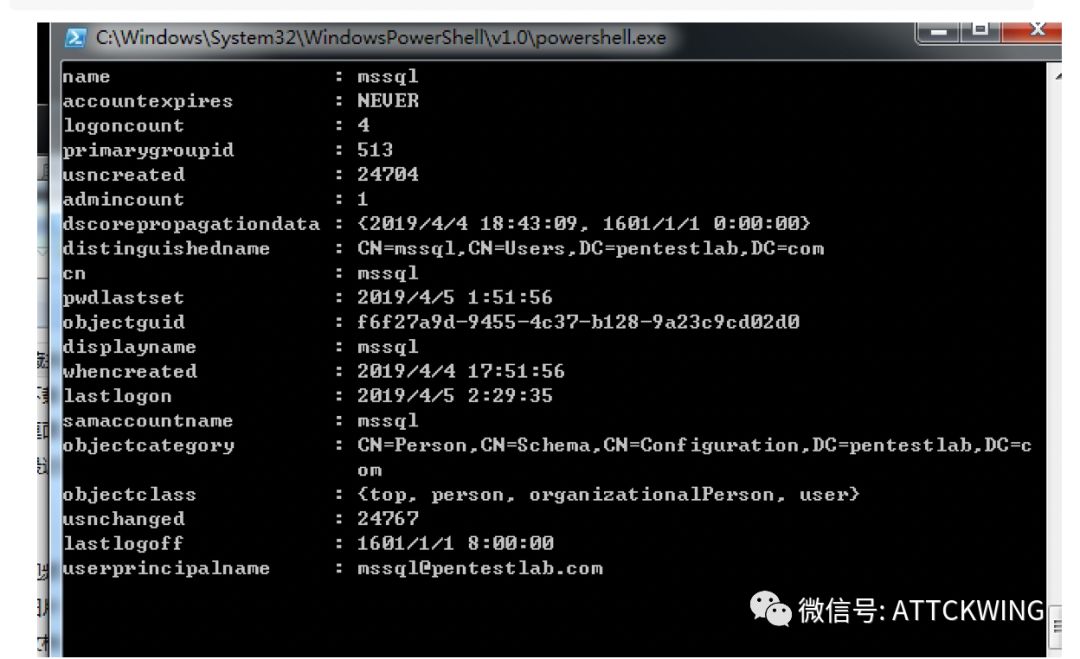 C:\Windows\System32\WindowsPowerShell\v1.0\powershell.exe
name : mssql
accountexpires : NEVER
logoncount : 4
primarygroupid : 513
usncreated : 24704
admincount : 1
dscorepropagationdata : {2019/4/4 18:43:09, 1601/1/1 0:00:00}
distinguishedname : CN=mssql,CN=Users,DC=pentestlab,DC=com
cn : mssql
pwdlastset : 2019/4/5 1:51:56
objectguid : f6f27a9d-9455-4c37-b128-9a23c9cd02d0
displayname : mssql
whencreated : 2019/4/4 17:51:56
lastlogon : 2019/4/5 2:29:35
samaccountname : mssql
objectcategory : CN=Person,CN=Schema,CN=Configuration,DC=pentestlab,DC=c
om
objectclass : {top, person, organizationalPerson, user}
usnchanged : 24767
lastlogoff : 1601/1/1 8:00:00
userprincipalname : mssql@pentestlab.com
微信号: ATTCKWING